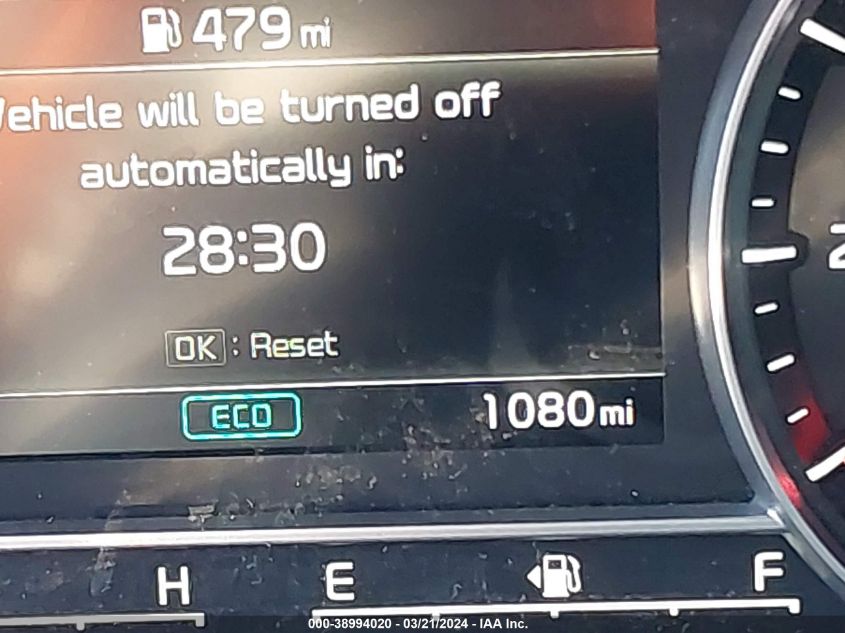 479 mi
Vehicle will be turned off
automatically in:
28:30
OK : Reset
ECO 1080 mi
H E F
000-38994020 - 03/21/2024 - IAA Inc.